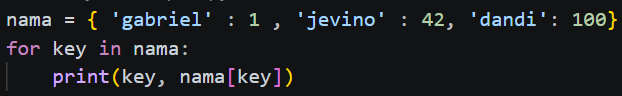 nama = { 'gabriel' : 1 , 'jevino' : 42, 'dandi': 100}
for key in nama:
    print(key, nama[key])